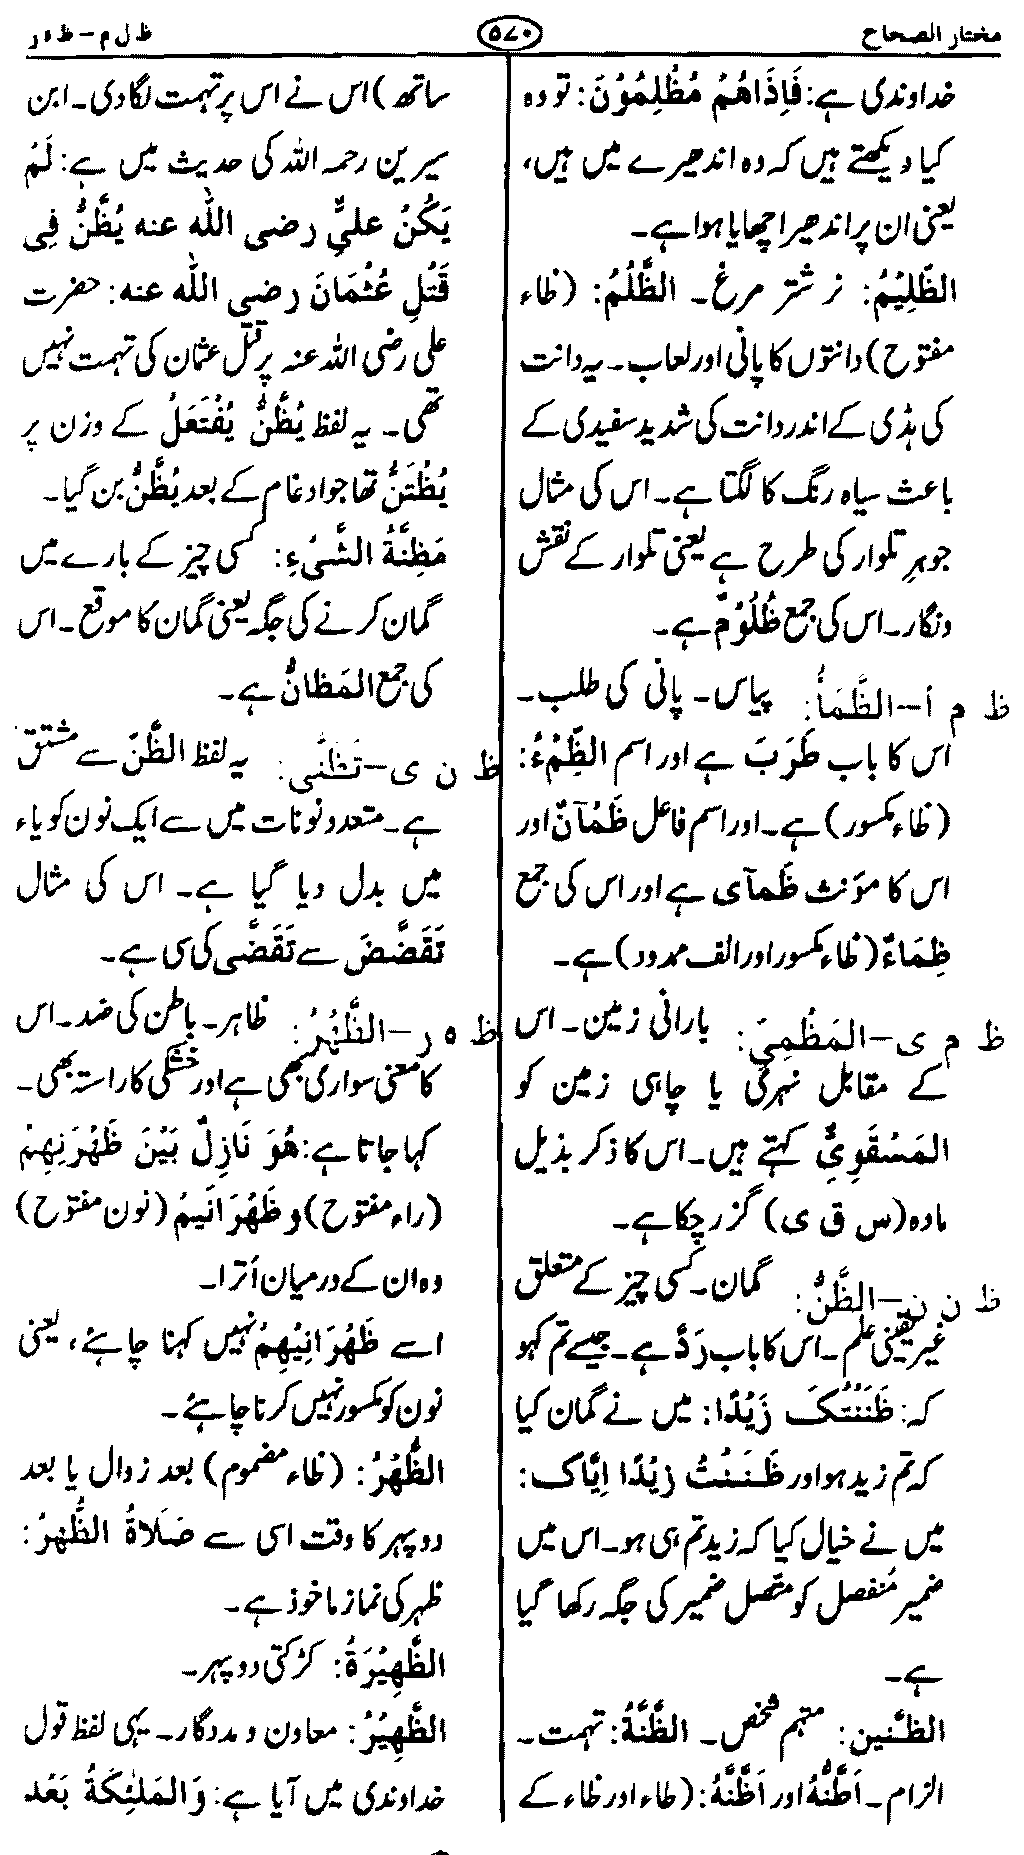 مختار الصحاح
۵۷۰
ظ ل م – ظ ہ ر
خداوندی ہے: فَاِذَاهُمْ مُظْلِمُوْنَ: تو وہ
کیا دیکھتے ہیں کہ وہ اندھیرے میں ہیں،
یعنی ان پر اندھیرا چھایا ہوا ہے۔
الظَّلِيْمُ: نر شتر مرغ۔ الظَّلْمُ: (ظاء
مفتوح) دانتوں کا پانی اور لعاب۔ یہ دانت
کی ہڈی کے اندر دانت کی شدید سفیدی کے
باعث سیاہ رنگ کا لگتا ہے۔ اس کی مثال
جوہرِ تلوار کی طرح ہے یعنی تلوار کے نقش
ونگار۔ اس کی جمع ظُلُوْمٌ ہے۔
ظ م أ – الظَّمَأُ: پیاس۔ پانی کی طلب۔
اس کا باب طَرَبَ ہے اور اسم الظِّمْءُ:
(ظاء مکسور) ہے۔ اور اسم فاعل ظَمْآنٌ اور
اس کا مؤنث ظَمآی ہے اور اس کی جمع
ظِمَاءٌ (ظاء مکسور اور الف ممدود) ہے۔
ظ م ی – المَظْمِيّ: بارانی زمین۔ اس
کے مقابل نہری یا چاہی زمین کو
المَسْقَوِيُّ کہتے ہیں۔ اس کا ذکر بذیل
مادہ (س ق ی) گزر چکا ہے۔
ظ ن ن – الظَّنُّ: گمان۔ کسی چیز کے متعلق
غیر یقینی علم۔ اس کا باب رَدَّ ہے۔ جیسے تم کہو
کہ: ظَنَنْتُكَ زَيْدًا: میں نے گمان کیا
کہ تم زید ہو اور ظَنَنْتُ زَيْدًا اِيَّاكَ:
میں نے خیال کیا کہ زید تم ہی ہو۔ اس میں
ضمیر مُنفصل کو متصل ضمیر کی جگہ رکھا گیا
ہے۔
الظَّنين: متہم شخص۔ الظِّنَّةُ: تہمت۔
الزام۔ اَطَّنَّهُ اور اَظَّنَّهُ: (طاء اور ظاء کے
ساتھ) اس نے اس پر تہمت لگا دی۔ ابن
سیرین رحمہ اللہ کی حدیث میں ہے: لَمْ
يَكُنْ عليٌّ رضى اللّٰه عنه يُظَّنُّ فِى
قَتْلِ عُثْمَانَ رضى اللّٰه عنه: حضرت
علی رضی اللہ عنہ پر قتل عثمان کی تہمت نہیں
تھی۔ یہ لفظ يُظَّنُّ يُفْتَعَلُ کے وزن پر
يُظْتَنُّ تھا جو ادغام کے بعد يُظَّنُّ بن گیا۔
مَظِنَّةُ الشَّىْءِ: کسی چیز کے بارے میں
گمان کرنے کی جگہ یعنی گمان کا موقع۔ اس
کی جمع المَظانُّ ہے۔
ظ ن ی – تَظَنّٰى: یہ لفظ الظَّنّ سے مشتق
ہے۔ متعدد نونات میں سے ایک نون کو یاء
میں بدل دیا گیا ہے۔ اس کی مثال
تَقَضَّضَ سے تَقَضّٰى کی سی ہے۔
ظ ہ ر – الظَّهْرُ: ظاہر۔ باطن کی ضد۔ اس
کا معنی سواری بھی ہے اور خشکی کا راستہ بھی۔
کہا جاتا ہے: هُوَ نَازِلٌ بَيْنَ ظَهْرَيْهِمْ
(راء مفتوح) و ظَهْرَانَيْهِمْ (نون مفتوح)
وہ ان کے درمیان اُترا۔
اسے ظَهْرَانِيْهِمْ نہیں کہنا چاہئے، یعنی
نون کو مکسور نہیں کرنا چاہئے۔
الظُّهْرُ: (ظاء مضموم) بعد زوال یا بعد
دوپہر کا وقت اسی سے صَلَاةُ الظُّهْرِ:
ظہر کی نماز ماخوذ ہے۔
الظَّهِيْرَةُ: کڑکتی دوپہر۔
الظَّهِيْرُ: معاون و مددگار۔ یہی لفظ قول
خداوندی میں آیا ہے: وَالْمَلٰئِكَةُ بَعْدَ